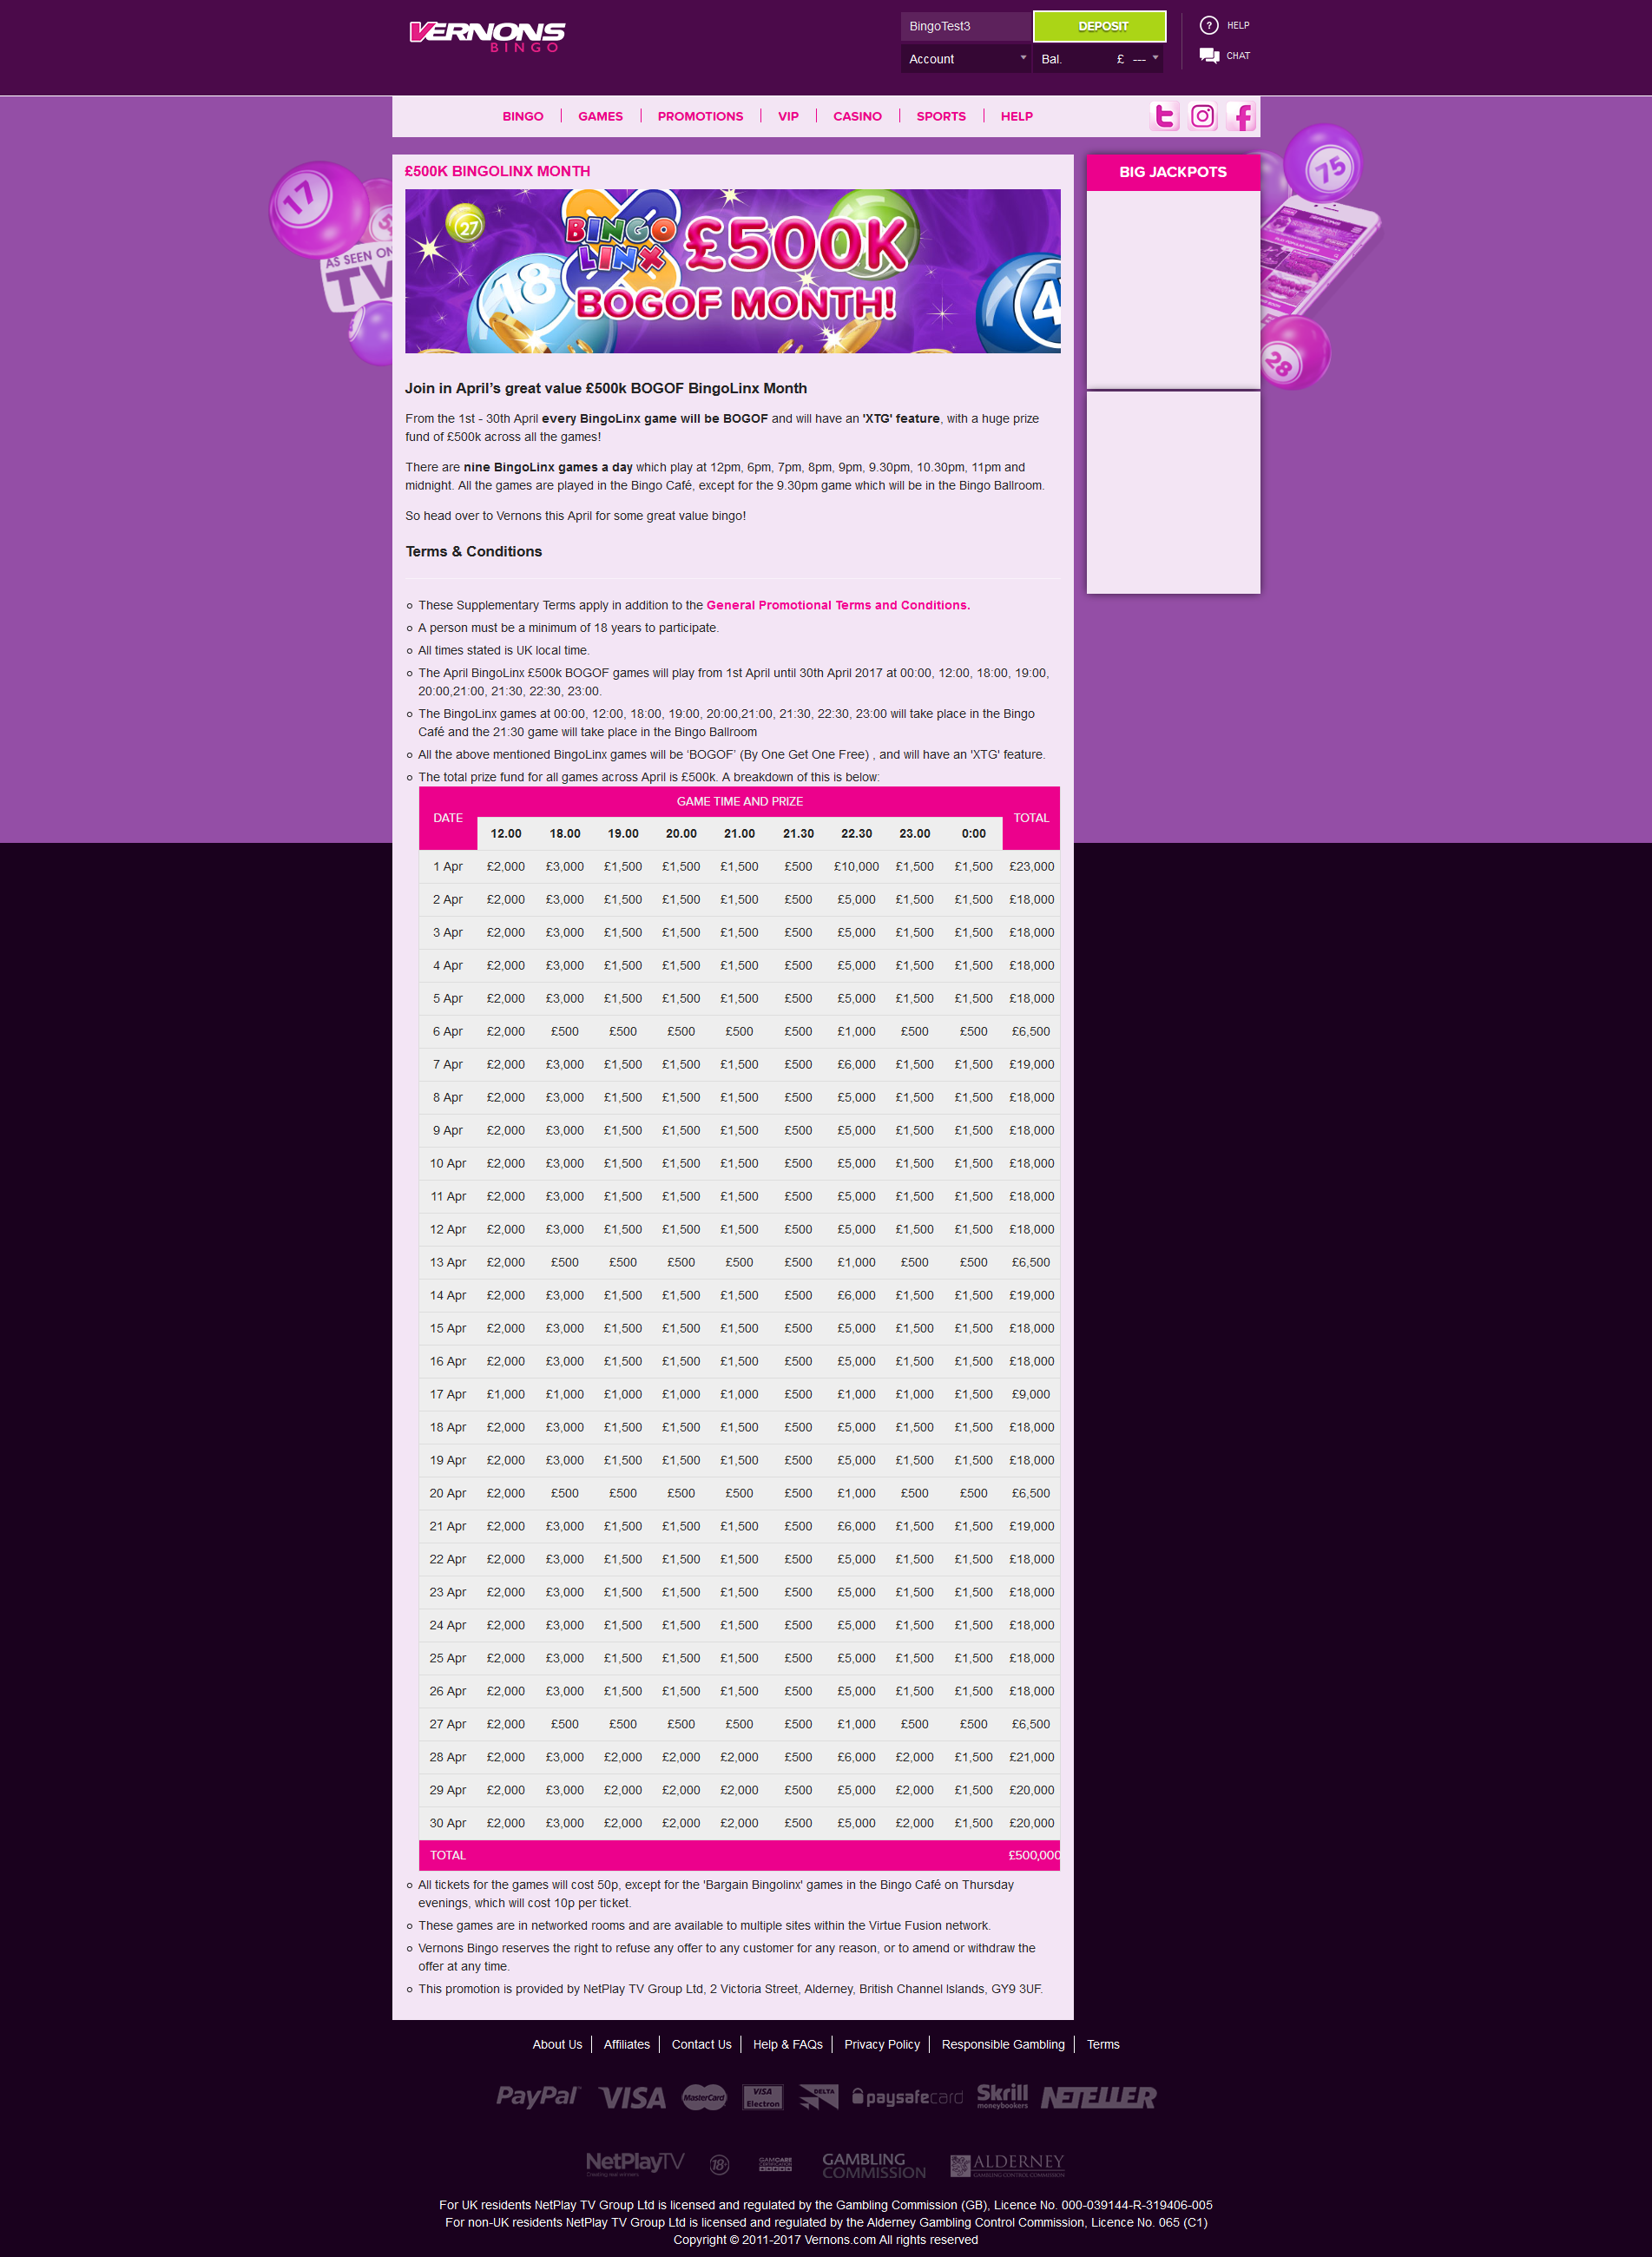 VERNONS
BINGO
BingoTest3
DEPOSIT
HELP
Account
Bal. £ ---
CHAT
BINGO GAMES PROMOTIONS VIP CASINO SPORTS HELP
£500K BINGOLINX MONTH
BIG JACKPOTS
17
AS SEEN ON
TV
75
28
27
18
4
BINGO LINX
£500K
BOGOF MONTH!
Join in April’s great value £500k BOGOF BingoLinx Month
From the 1st - 30th April every BingoLinx game will be BOGOF and will have an 'XTG' feature, with a huge prize
fund of £500k across all the games!
There are nine BingoLinx games a day which play at 12pm, 6pm, 7pm, 8pm, 9pm, 9.30pm, 10.30pm, 11pm and
midnight. All the games are played in the Bingo Café, except for the 9.30pm game which will be in the Bingo Ballroom.
So head over to Vernons this April for some great value bingo!
Terms & Conditions
These Supplementary Terms apply in addition to the General Promotional Terms and Conditions.
A person must be a minimum of 18 years to participate.
All times stated is UK local time.
The April BingoLinx £500k BOGOF games will play from 1st April until 30th April 2017 at 00:00, 12:00, 18:00, 19:00,
20:00,21:00, 21:30, 22:30, 23:00.
The BingoLinx games at 00:00, 12:00, 18:00, 19:00, 20:00,21:00, 21:30, 22:30, 23:00 will take place in the Bingo
Café and the 21:30 game will take place in the Bingo Ballroom
All the above mentioned BingoLinx games will be ‘BOGOF’ (By One Get One Free) , and will have an 'XTG' feature.
The total prize fund for all games across April is £500k. A breakdown of this is below:
DATE GAME TIME AND PRIZE TOTAL
12.00 18.00 19.00 20.00 21.00 21.30 22.30 23.00 0:00
1 Apr £2,000 £3,000 £1,500 £1,500 £1,500 £500 £10,000 £1,500 £1,500 £23,000
2 Apr £2,000 £3,000 £1,500 £1,500 £1,500 £500 £5,000 £1,500 £1,500 £18,000
3 Apr £2,000 £3,000 £1,500 £1,500 £1,500 £500 £5,000 £1,500 £1,500 £18,000
4 Apr £2,000 £3,000 £1,500 £1,500 £1,500 £500 £5,000 £1,500 £1,500 £18,000
5 Apr £2,000 £3,000 £1,500 £1,500 £1,500 £500 £5,000 £1,500 £1,500 £18,000
6 Apr £2,000 £500 £500 £500 £500 £500 £1,000 £500 £500 £6,500
7 Apr £2,000 £3,000 £1,500 £1,500 £1,500 £500 £6,000 £1,500 £1,500 £19,000
8 Apr £2,000 £3,000 £1,500 £1,500 £1,500 £500 £5,000 £1,500 £1,500 £18,000
9 Apr £2,000 £3,000 £1,500 £1,500 £1,500 £500 £5,000 £1,500 £1,500 £18,000
10 Apr £2,000 £3,000 £1,500 £1,500 £1,500 £500 £5,000 £1,500 £1,500 £18,000
11 Apr £2,000 £3,000 £1,500 £1,500 £1,500 £500 £5,000 £1,500 £1,500 £18,000
12 Apr £2,000 £3,000 £1,500 £1,500 £1,500 £500 £5,000 £1,500 £1,500 £18,000
13 Apr £2,000 £500 £500 £500 £500 £500 £1,000 £500 £500 £6,500
14 Apr £2,000 £3,000 £1,500 £1,500 £1,500 £500 £6,000 £1,500 £1,500 £19,000
15 Apr £2,000 £3,000 £1,500 £1,500 £1,500 £500 £5,000 £1,500 £1,500 £18,000
16 Apr £2,000 £3,000 £1,500 £1,500 £1,500 £500 £5,000 £1,500 £1,500 £18,000
17 Apr £1,000 £1,000 £1,000 £1,000 £1,000 £500 £1,000 £1,000 £1,500 £9,000
18 Apr £2,000 £3,000 £1,500 £1,500 £1,500 £500 £5,000 £1,500 £1,500 £18,000
19 Apr £2,000 £3,000 £1,500 £1,500 £1,500 £500 £5,000 £1,500 £1,500 £18,000
20 Apr £2,000 £500 £500 £500 £500 £500 £1,000 £500 £500 £6,500
21 Apr £2,000 £3,000 £1,500 £1,500 £1,500 £500 £6,000 £1,500 £1,500 £19,000
22 Apr £2,000 £3,000 £1,500 £1,500 £1,500 £500 £5,000 £1,500 £1,500 £18,000
23 Apr £2,000 £3,000 £1,500 £1,500 £1,500 £500 £5,000 £1,500 £1,500 £18,000
24 Apr £2,000 £3,000 £1,500 £1,500 £1,500 £500 £5,000 £1,500 £1,500 £18,000
25 Apr £2,000 £3,000 £1,500 £1,500 £1,500 £500 £5,000 £1,500 £1,500 £18,000
26 Apr £2,000 £3,000 £1,500 £1,500 £1,500 £500 £5,000 £1,500 £1,500 £18,000
27 Apr £2,000 £500 £500 £500 £500 £500 £1,000 £500 £500 £6,500
28 Apr £2,000 £3,000 £2,000 £2,000 £2,000 £500 £6,000 £2,000 £1,500 £21,000
29 Apr £2,000 £3,000 £2,000 £2,000 £2,000 £500 £5,000 £2,000 £1,500 £20,000
30 Apr £2,000 £3,000 £2,000 £2,000 £2,000 £500 £5,000 £2,000 £1,500 £20,000
TOTAL £500,000
All tickets for the games will cost 50p, except for the 'Bargain Bingolinx' games in the Bingo Café on Thursday
evenings, which will cost 10p per ticket.
These games are in networked rooms and are available to multiple sites within the Virtue Fusion network.
Vernons Bingo reserves the right to refuse any offer to any customer for any reason, or to amend or withdraw the
offer at any time.
This promotion is provided by NetPlay TV Group Ltd, 2 Victoria Street, Alderney, British Channel Islands, GY9 3UF.
About Us Affiliates Contact Us Help & FAQs Privacy Policy Responsible Gambling Terms
PayPal VISA MasterCard VISA Electron DELTA paysafecard Skrill moneybookers NETELLER
NetPlayTV 18+ GAMCARE GAMBLING COMMISSION ALDERNEY GAMBLING CONTROL COMMISSION
For UK residents NetPlay TV Group Ltd is licensed and regulated by the Gambling Commission (GB), Licence No. 000-039144-R-319406-005
For non-UK residents NetPlay TV Group Ltd is licensed and regulated by the Alderney Gambling Control Commission, Licence No. 065 (C1)
Copyright © 2011-2017 Vernons.com All rights reserved